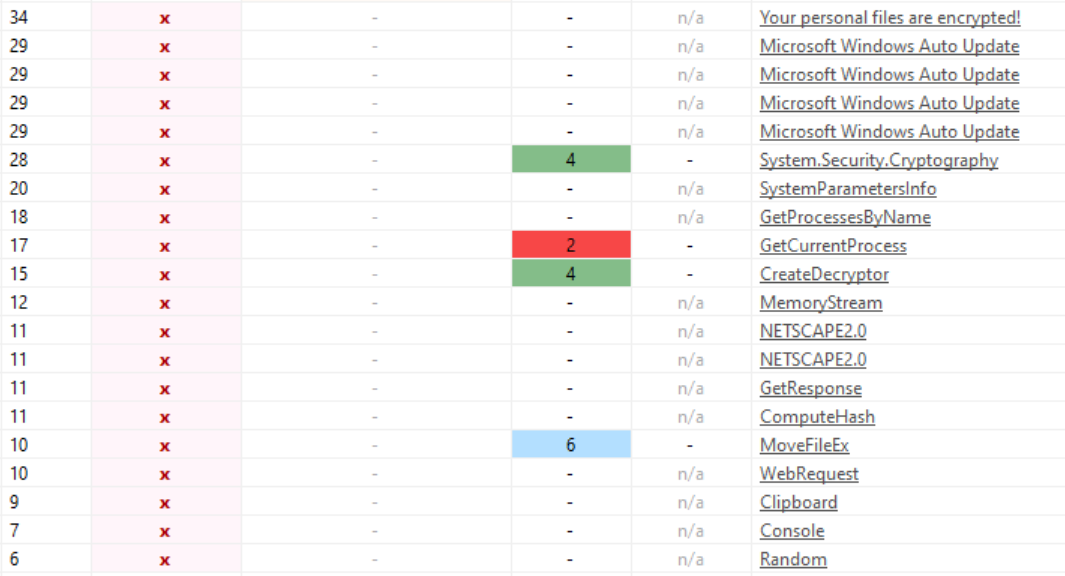 34 x - - n/a Your personal files are encrypted!
29 x - - n/a Microsoft Windows Auto Update
29 x - - n/a Microsoft Windows Auto Update
29 x - - n/a Microsoft Windows Auto Update
29 x - - n/a Microsoft Windows Auto Update
28 x - 4 - System.Security.Cryptography
20 x - - n/a SystemParametersInfo
18 x - - n/a GetProcessesByName
17 x - 2 - GetCurrentProcess
15 x - 4 - CreateDecryptor
12 x - - n/a MemoryStream
11 x - - n/a NETSCAPE2.0
11 x - - n/a NETSCAPE2.0
11 x - - n/a GetResponse
11 x - - n/a ComputeHash
10 x - 6 - MoveFileEx
10 x - - n/a WebRequest
9 x - - n/a Clipboard
7 x - - n/a Console
6 x - - n/a Random